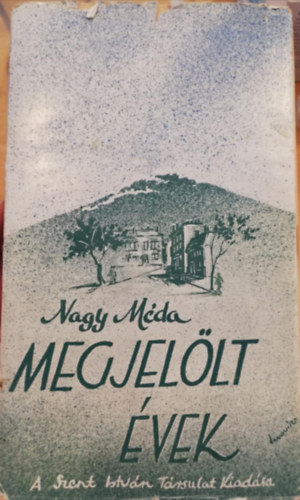 Nagy Méda
MEGJELÖLT
ÉVEK
A Szent István Társulat Kiadása